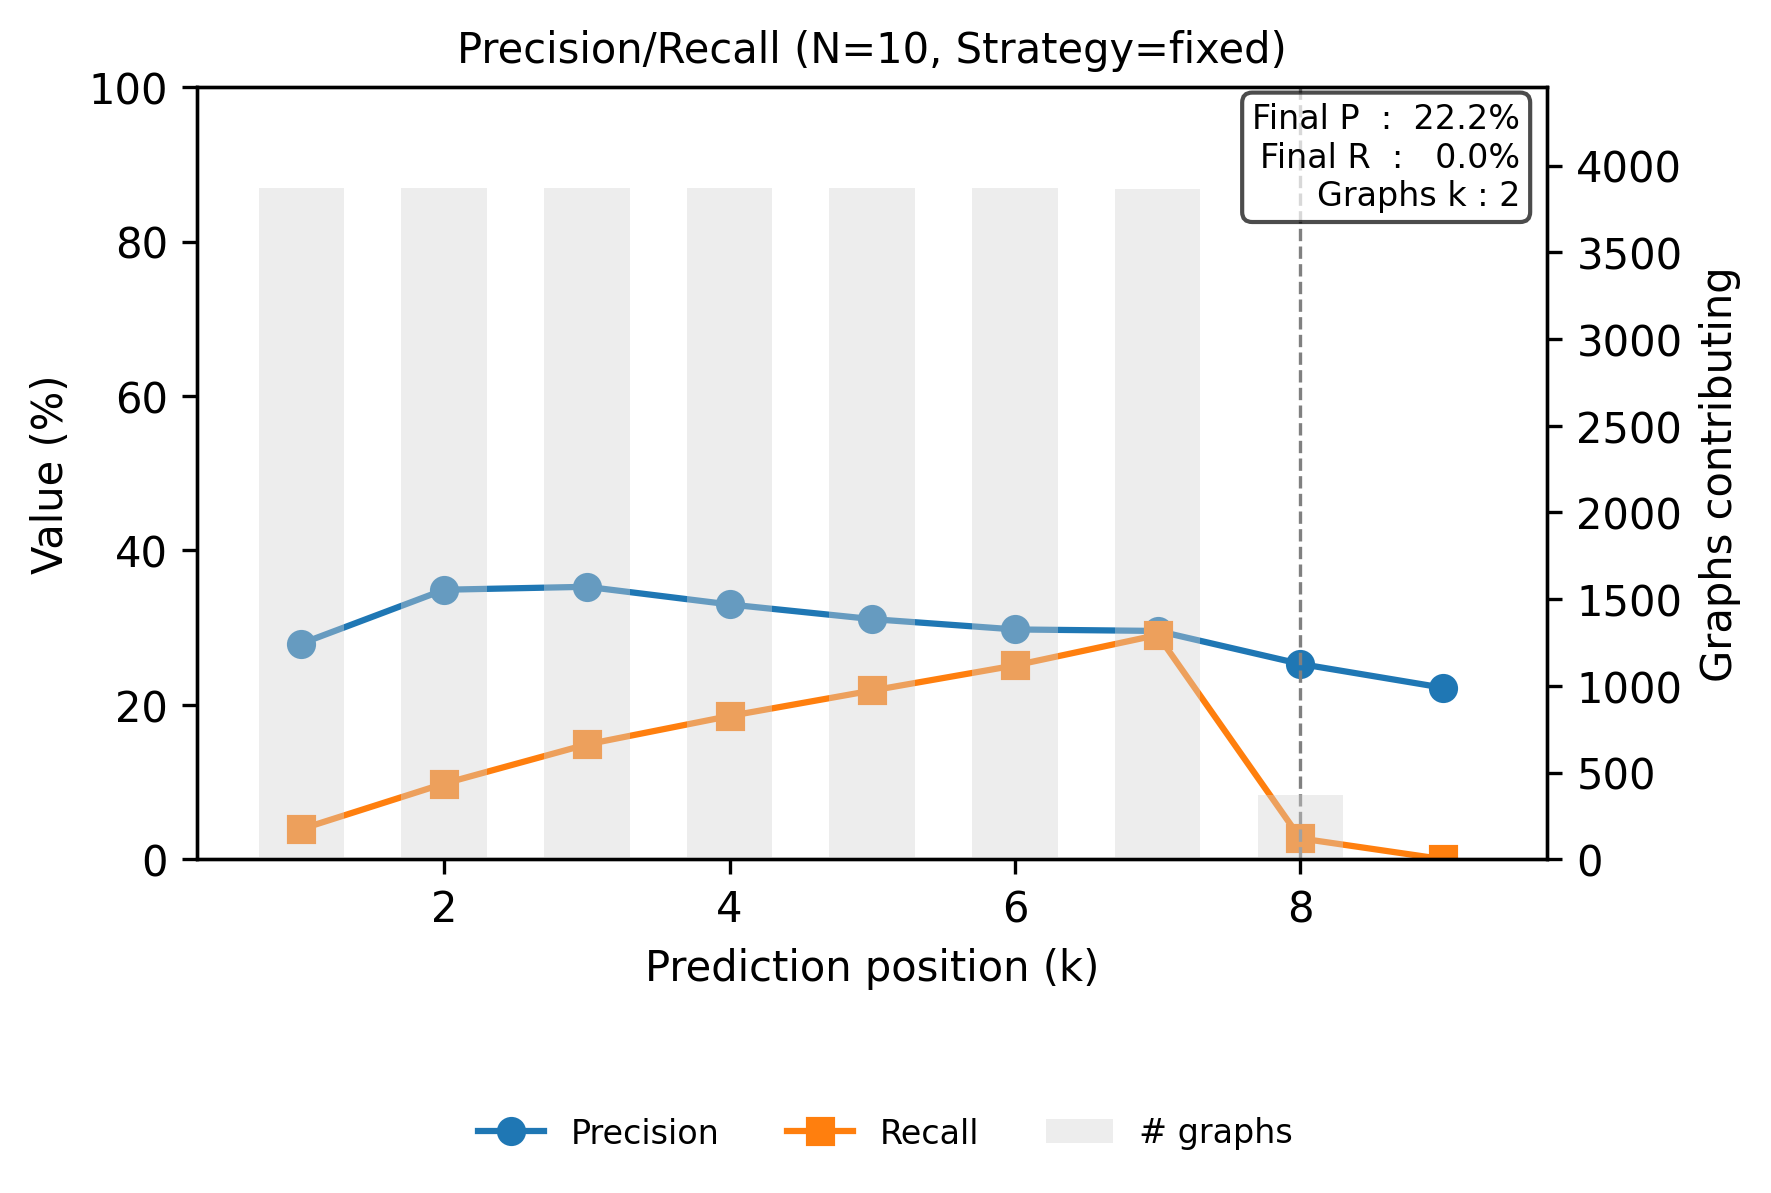 Precision/Recall (N=10, Strategy=fixed)
100
80
60
40
20
0
Value (%)
Final P  :  22.2%
Final R  :   0.0%
Graphs k : 2
4000
3500
3000
2500
2000
1500
1000
500
0
Graphs contributing
2
4
6
8
Prediction position (k)
Precision
Recall
# graphs